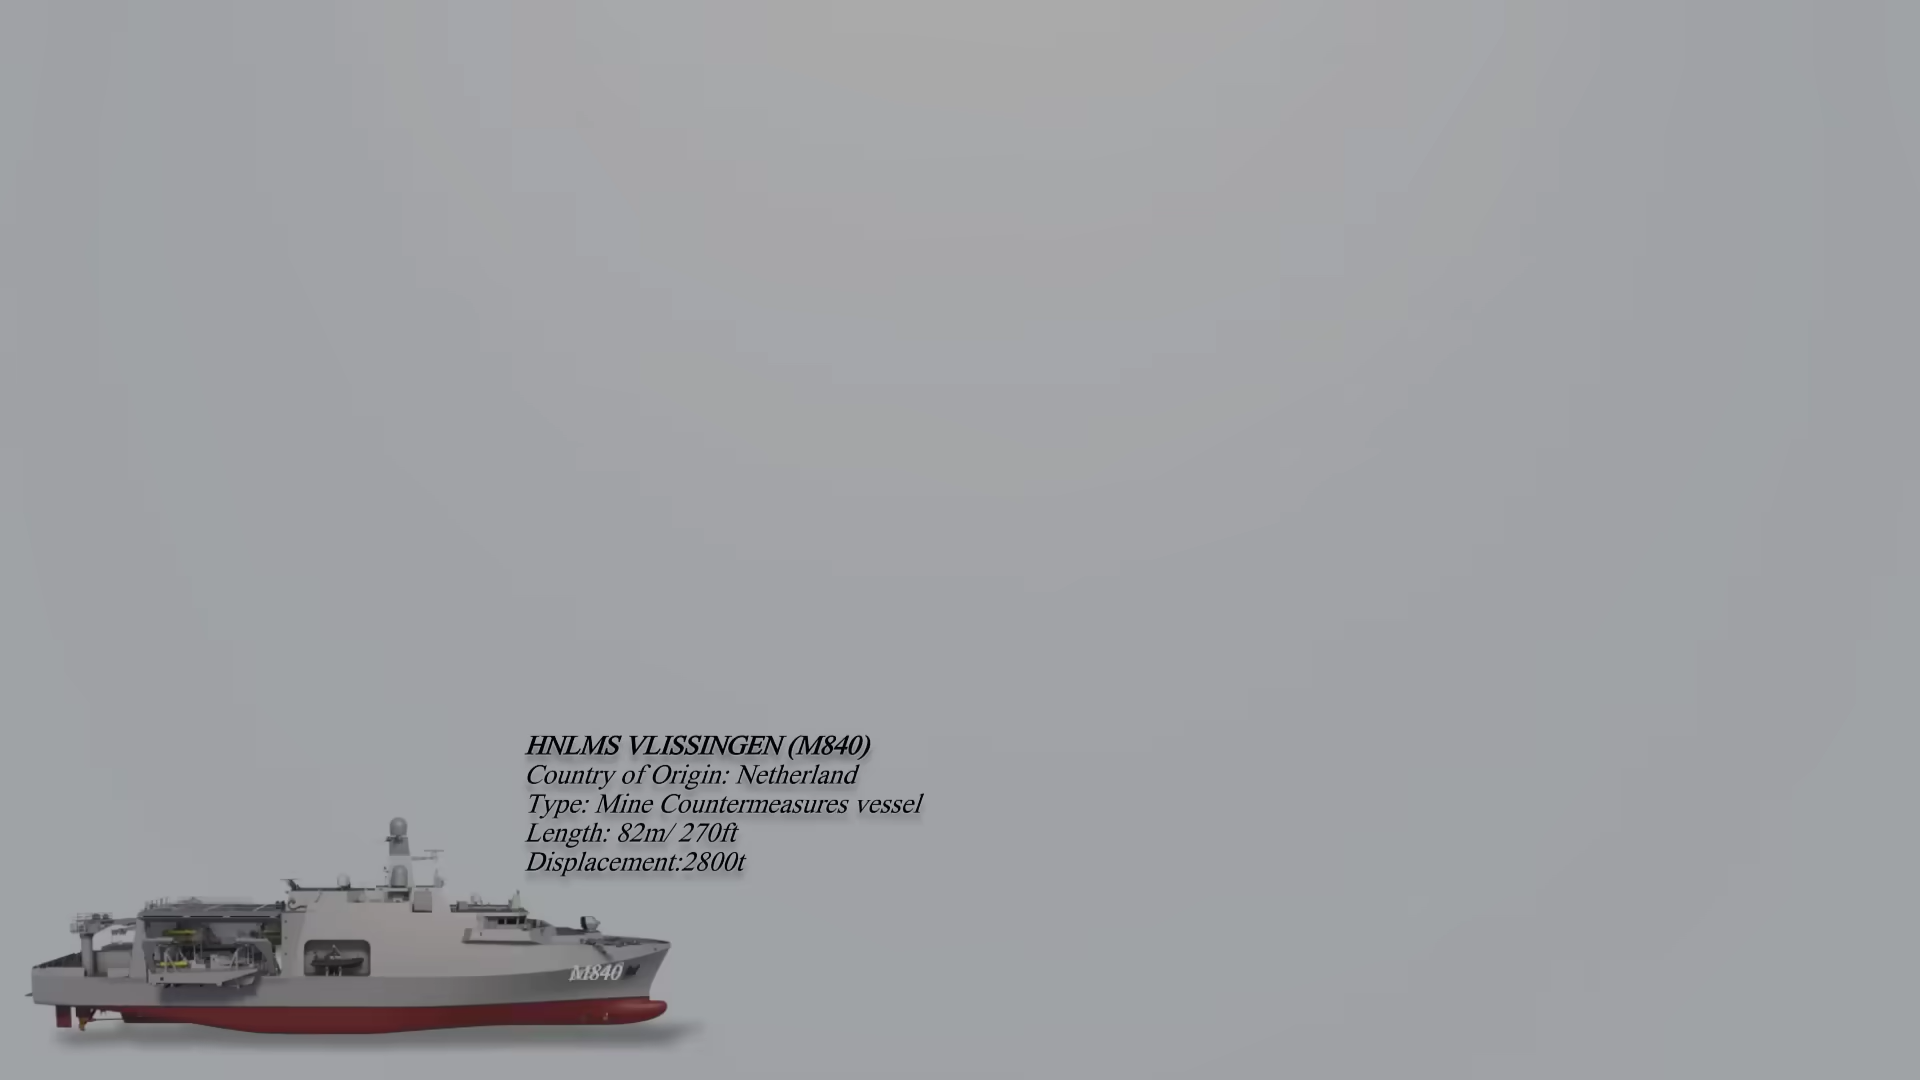 HNLMS VLISSINGEN (M840)
Country of Origin: Netherland
Type: Mine Countermeasures vessel
Length: 82m/ 270ft
Displacement:2800t
M840